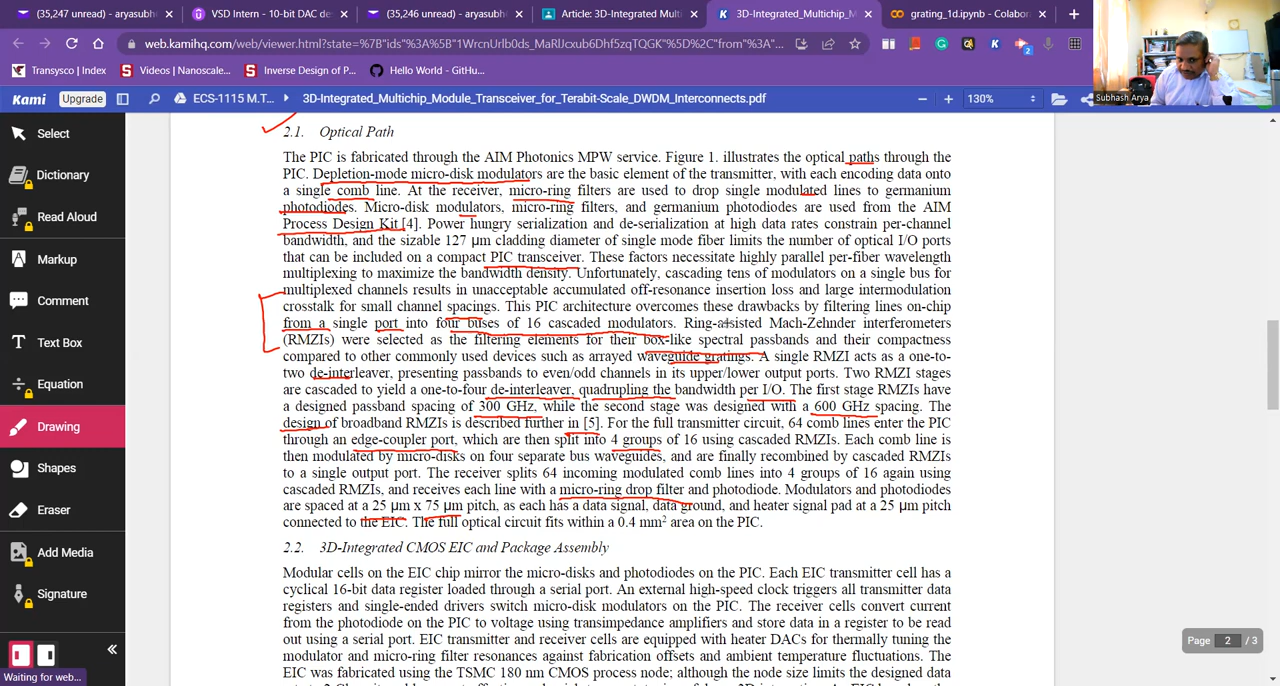 (35,247 unread) - aryasubh
VSD Intern - 10-bit DAC de
(35,246 unread) - aryasubh
Article: 3D-Integrated Multi
3D-Integrated_Multichip_M
grating_1d.ipynb - Colabora
web.kamihq.com/web/viewer.html?state=%7B"ids"%3A%5B"1WrcnUrlb0ds_MaRlJcxub6Dhf5zqTQGK"%5D%2C"from"%3A"...
Transysco | Index
Videos | Nanoscale...
Inverse Design of P...
Hello World - GitHu...
Subhash Arya
Kami
Upgrade
ECS-1115 M.T...
3D-Integrated_Multichip_Module_Transceiver_for_Terabit-Scale_DWDM_Interconnects.pdf
130%
Select
Dictionary
Read Aloud
Markup
Comment
Text Box
Equation
Drawing
Shapes
Eraser
Add Media
Signature
Waiting for web...
2.1. Optical Path
The PIC is fabricated through the AIM Photonics MPW service. Figure 1. illustrates the optical paths through the
PIC. Depletion-mode micro-disk modulators are the basic element of the transmitter, with each encoding data onto
a single comb line. At the receiver, micro-ring filters are used to drop single modulated lines to germanium
photodiodes. Micro-disk modulators, micro-ring filters, and germanium photodiodes are used from the AIM
Process Design Kit [4]. Power hungry serialization and de-serialization at high data rates constrain per-channel
bandwidth, and the sizable 127 µm cladding diameter of single mode fiber limits the number of optical I/O ports
that can be included on a compact PIC transceiver. These factors necessitate highly parallel per-fiber wavelength
multiplexing to maximize the bandwidth density. Unfortunately, cascading tens of modulators on a single bus for
multiplexed channels results in unacceptable accumulated off-resonance insertion loss and large intermodulation
crosstalk for small channel spacings. This PIC architecture overcomes these drawbacks by filtering lines on-chip
from a single port into four buses of 16 cascaded modulators. Ring-assisted Mach-Zehnder interferometers
(RMZIs) were selected as the filtering elements for their box-like spectral passbands and their compactness
compared to other commonly used devices such as arrayed waveguide gratings. A single RMZI acts as a one-to-
two de-interleaver, presenting passbands to even/odd channels in its upper/lower output ports. Two RMZI stages
are cascaded to yield a one-to-four de-interleaver, quadrupling the bandwidth per I/O. The first stage RMZIs have
a designed passband spacing of 300 GHz, while the second stage was designed with a 600 GHz spacing. The
design of broadband RMZIs is described further in [5]. For the full transmitter circuit, 64 comb lines enter the PIC
through an edge-coupler port, which are then split into 4 groups of 16 using cascaded RMZIs. Each comb line is
then modulated by micro-disks on four separate bus waveguides, and are finally recombined by cascaded RMZIs
to a single output port. The receiver splits 64 incoming modulated comb lines into 4 groups of 16 again using
cascaded RMZIs, and receives each line with a micro-ring drop filter and photodiode. Modulators and photodiodes
are spaced at a 25 µm x 75 µm pitch, as each has a data signal, data ground, and heater signal pad at a 25 µm pitch
connected to the EIC. The full optical circuit fits within a 0.4 mm² area on the PIC.
2.2. 3D-Integrated CMOS EIC and Package Assembly
Modular cells on the EIC chip mirror the micro-disks and photodiodes on the PIC. Each EIC transmitter cell has a
cyclical 16-bit data register loaded through a serial port. An external high-speed clock triggers all transmitter data
registers and single-ended drivers switch micro-disk modulators on the PIC. The receiver cells convert current
from the photodiode on the PIC to voltage using transimpedance amplifiers and store data in a register to be read
out using a serial port. EIC transmitter and receiver cells are equipped with heater DACs for thermally tuning the
modulator and micro-ring filter resonances against fabrication offsets and ambient temperature fluctuations. The
EIC was fabricated using the TSMC 180 nm CMOS process node; although the node size limits the designed data
Page 2 / 3